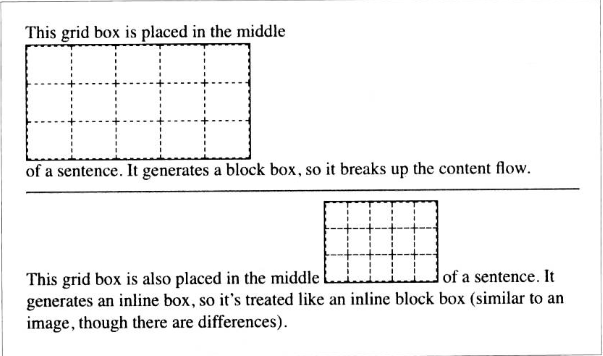 This grid box is placed in the middle
of a sentence. It generates a block box, so it breaks up the content flow.
This grid box is also placed in the middle of a sentence. It
generates an inline box, so it's treated like an inline block box (similar to an
image, though there are differences).